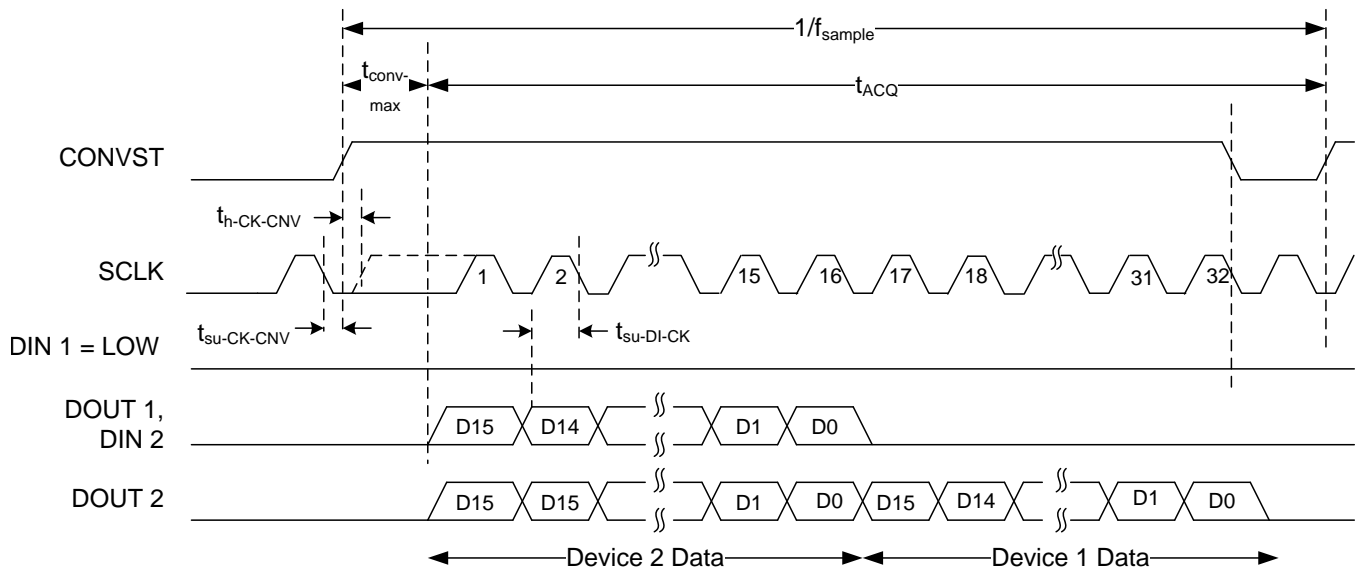 1/fsample
tconv-
max
tACQ
CONVST
th-CK-CNV
SCLK
1 2 15 16 17 18 31 32
tsu-CK-CNV
tsu-DI-CK
DIN 1 = LOW
DOUT 1,
DIN 2
D15 D14 D1 D0
DOUT 2
D15 D15 D1 D0 D15 D14 D1 D0
Device 2 Data Device 1 Data